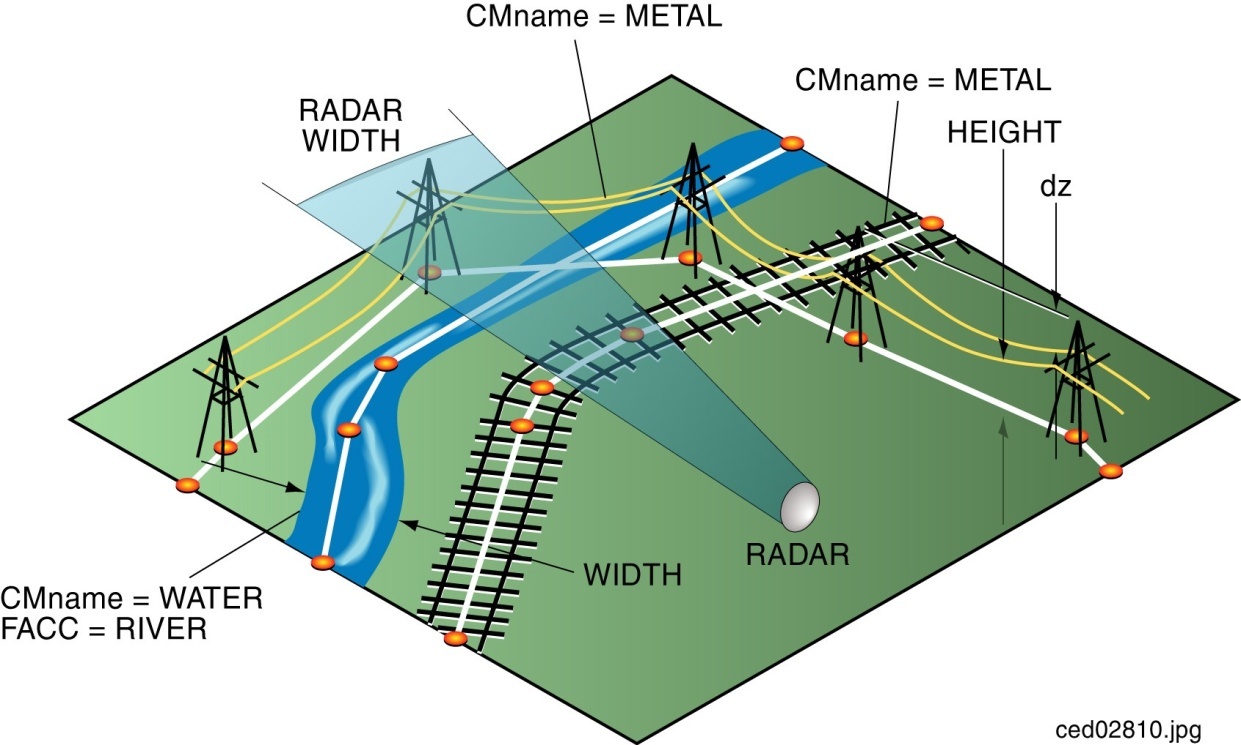 CMname = METAL
CMname = METAL
RADAR
WIDTH
HEIGHT
dz
RADAR
WIDTH
CMname = WATER
FACC = RIVER
ced02810.jpg